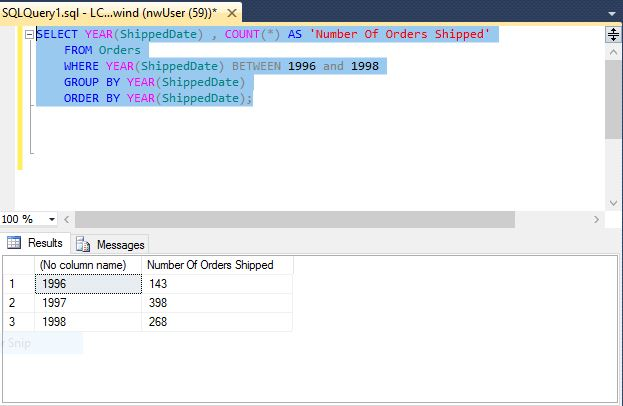 SQLQuery1.sql - LC...wind (nwUser (59))*
SELECT YEAR(ShippedDate) , COUNT(*) AS 'Number Of Orders Shipped'
FROM Orders
WHERE YEAR(ShippedDate) BETWEEN 1996 and 1998
GROUP BY YEAR(ShippedDate)
ORDER BY YEAR(ShippedDate);
100 %
Results Messages
(No column name) Number Of Orders Shipped
1 1996 143
2 1997 398
3 1998 268
r Snip